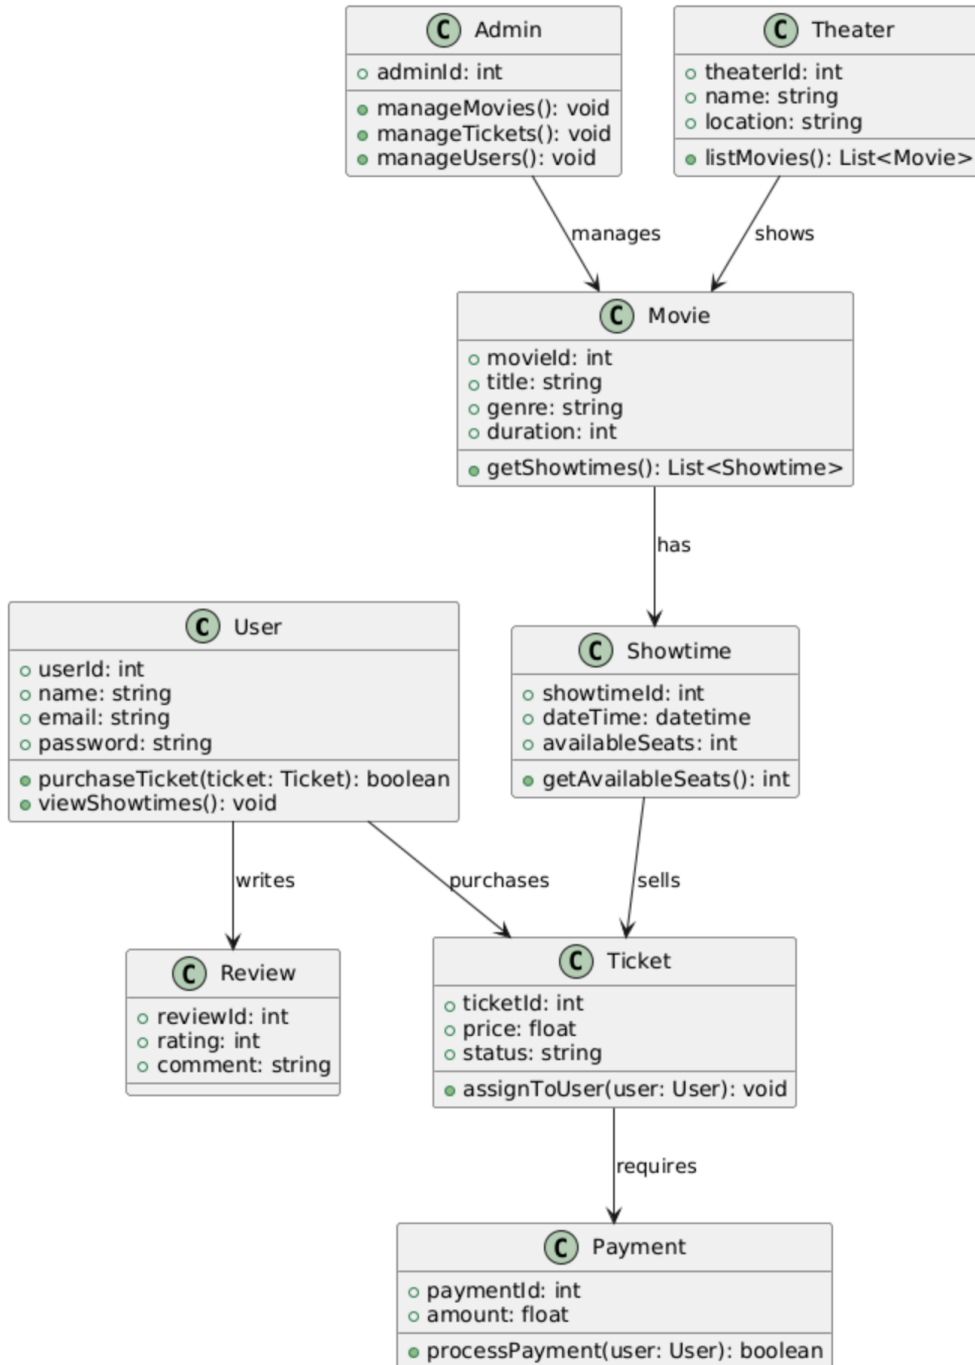 C Admin
adminId: int
manageMovies(): void
manageTickets(): void
manageUsers(): void
C Theater
theaterId: int
name: string
location: string
listMovies(): List<Movie>
manages
shows
C Movie
movieId: int
title: string
genre: string
duration: int
getShowtimes(): List<Showtime>
has
C User
userId: int
name: string
email: string
password: string
purchaseTicket(ticket: Ticket): boolean
viewShowtimes(): void
C Showtime
showtimeId: int
dateTime: datetime
availableSeats: int
getAvailableSeats(): int
writes
purchases
sells
C Review
reviewId: int
rating: int
comment: string
C Ticket
ticketId: int
price: float
status: string
assignToUser(user: User): void
requires
C Payment
paymentId: int
amount: float
processPayment(user: User): boolean